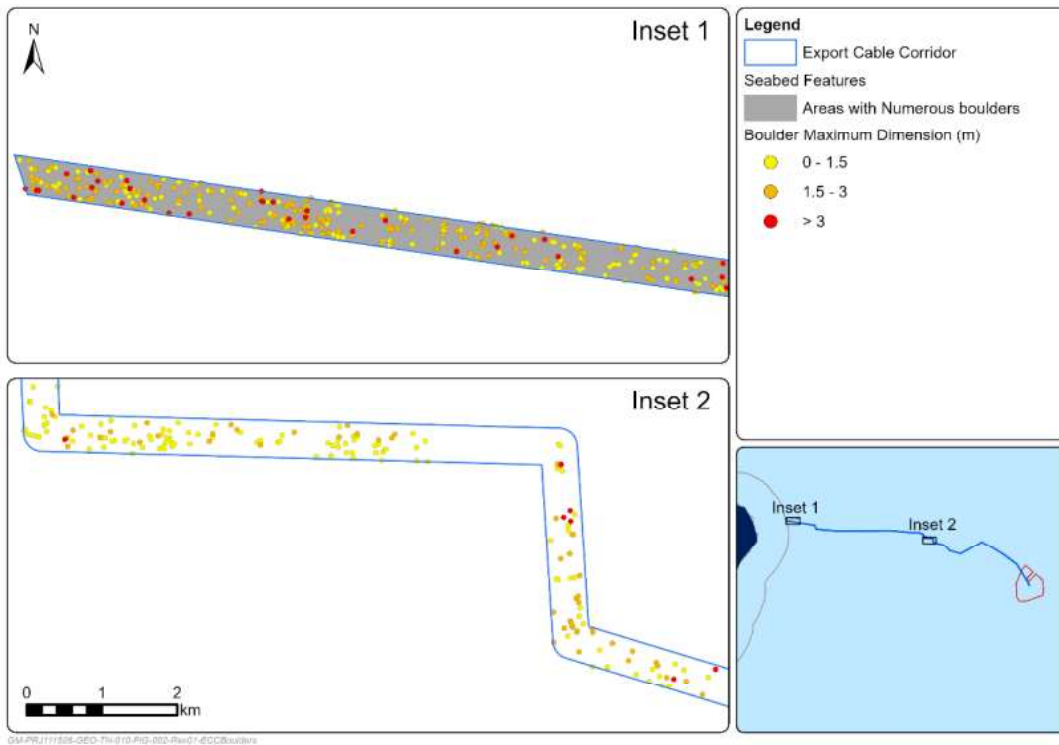 Inset 1
N
Legend
Export Cable Corridor
Seabed Features
Areas with Numerous boulders
Boulder Maximum Dimension (m)
0 - 1.5
1.5 - 3
> 3
Inset 2
0 1 2
km
Inset 1
Inset 2